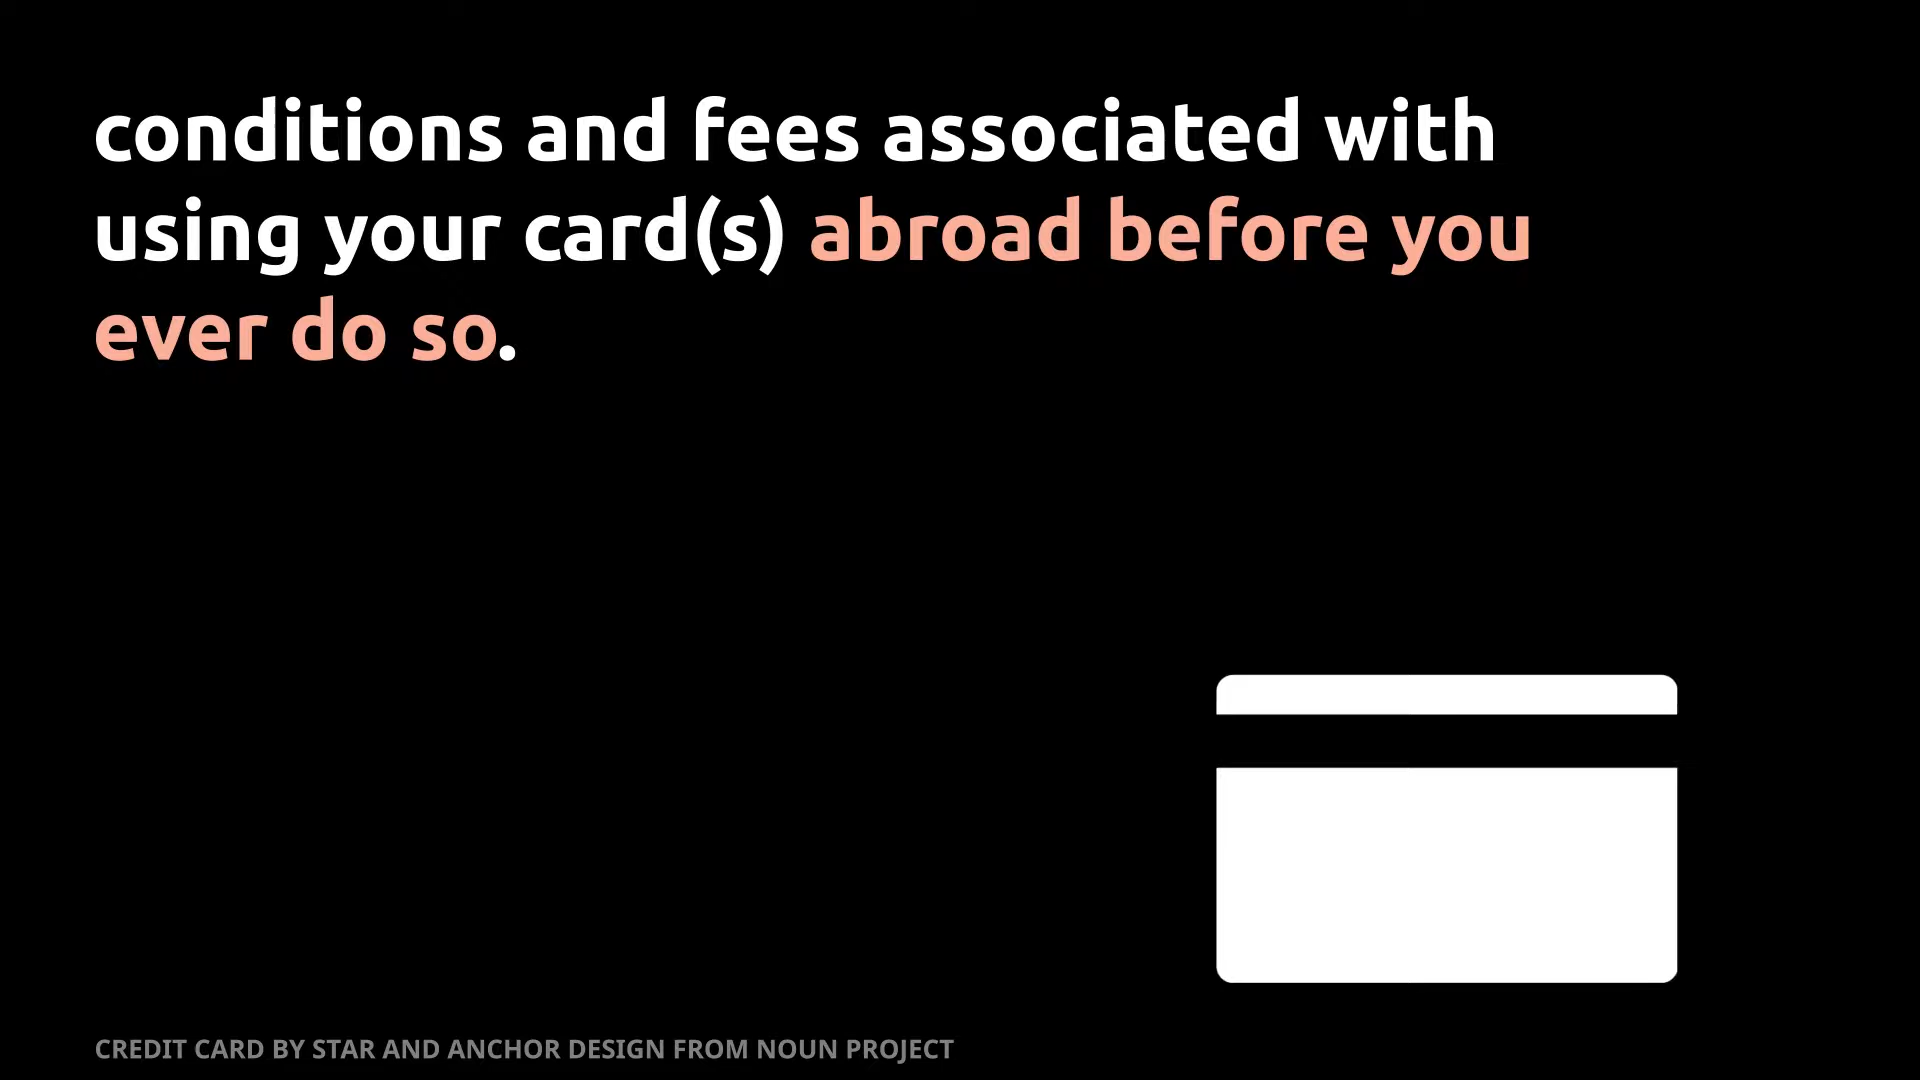 conditions and fees associated with
using your card(s) abroad before you
ever do so.
CREDIT CARD BY STAR AND ANCHOR DESIGN FROM NOUN PROJECT